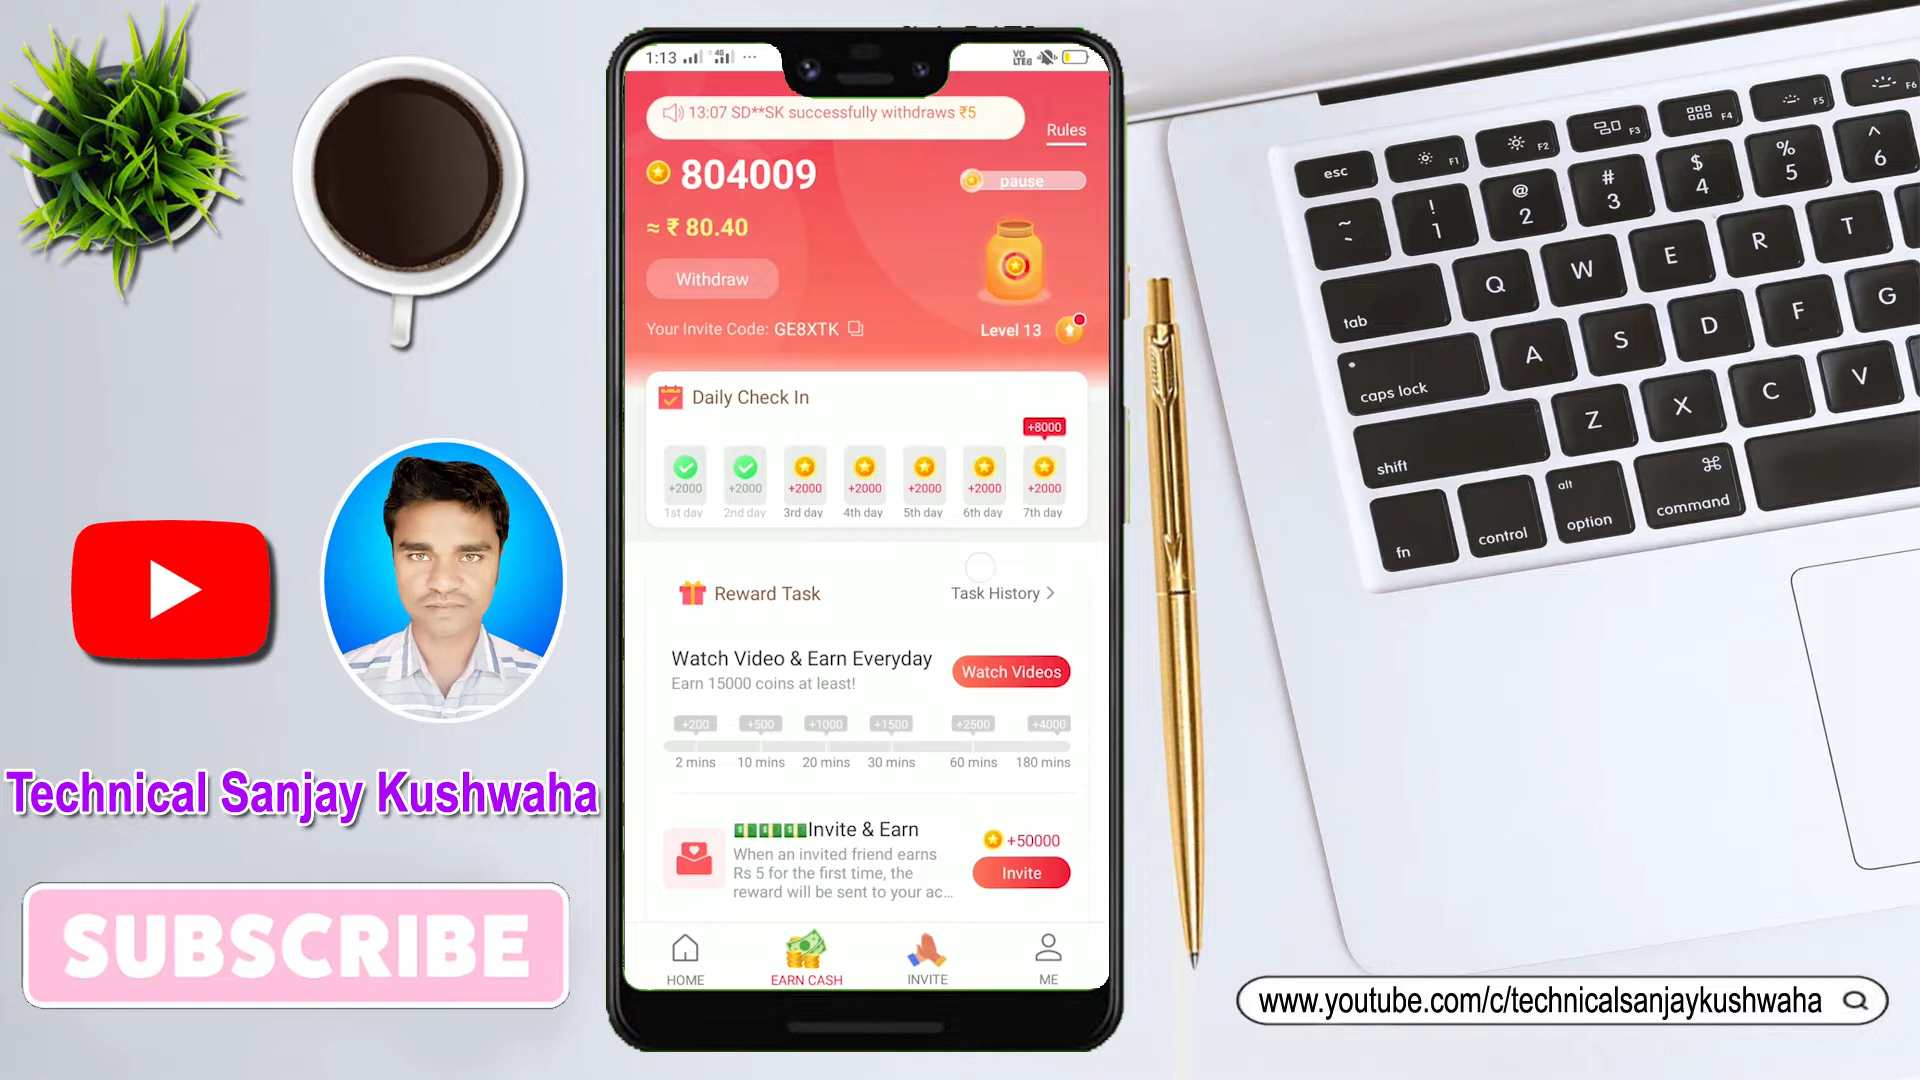 1:13
4G
...
VO
LTE
13:07 SD**SK successfully withdraws ₹5
Rules
804009
pause
≈ ₹ 80.40
Withdraw
Your Invite Code: GE8XTK
Level 13
Daily Check In
+8000
+2000 +2000 +2000 +2000 +2000 +2000 +2000
1st day 2nd day 3rd day 4th day 5th day 6th day 7th day
Reward Task
Task History >
Watch Video & Earn Everyday
Earn 15000 coins at least!
Watch Videos
+200 +500 +1000 +1500 +2500 +4000
2 mins 10 mins 20 mins 30 mins 60 mins 180 mins
Invite & Earn
+50000
When an invited friend earns
Rs 5 for the first time, the
reward will be sent to your ac...
Invite
HOME EARN CASH INVITE ME
Technical Sanjay Kushwaha
SUBSCRIBE
esc F1 F2 F3 F4 F5 F6
~ ` ! 1 @ 2 # 3 $ 4 % 5 ^ 6
tab Q W E R T
caps lock A S D F G
shift Z X C V
fn control alt option ⌘ command
www.youtube.com/c/technicalsanjaykushwaha